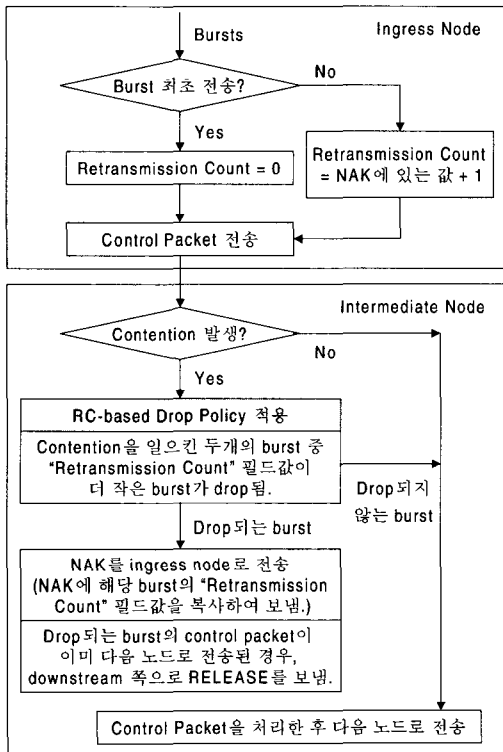 Bursts
Ingress Node
Burst 최초 전송?
No
Yes
Retransmission Count = 0
Retransmission Count
= NAK에 있는 값 + 1
Control Packet 전송
Intermediate Node
Contention 발생?
No
Yes
RC-based Drop Policy 적용
Contention을 일으킨 두개의 burst 중
“Retransmission Count” 필드값이
더 작은 burst가 drop됨.
Drop되지
않는 burst
Drop되는 burst
NAK를 ingress node로 전송
(NAK에 해당 burst의 “Retransmission
Count” 필드값을 복사하여 보냄.)
Drop되는 burst의 control packet이
이미 다음 노드로 전송된 경우,
downstream 쪽으로 RELEASE를 보냄.
Control Packet을 처리한 후 다음 노드로 전송